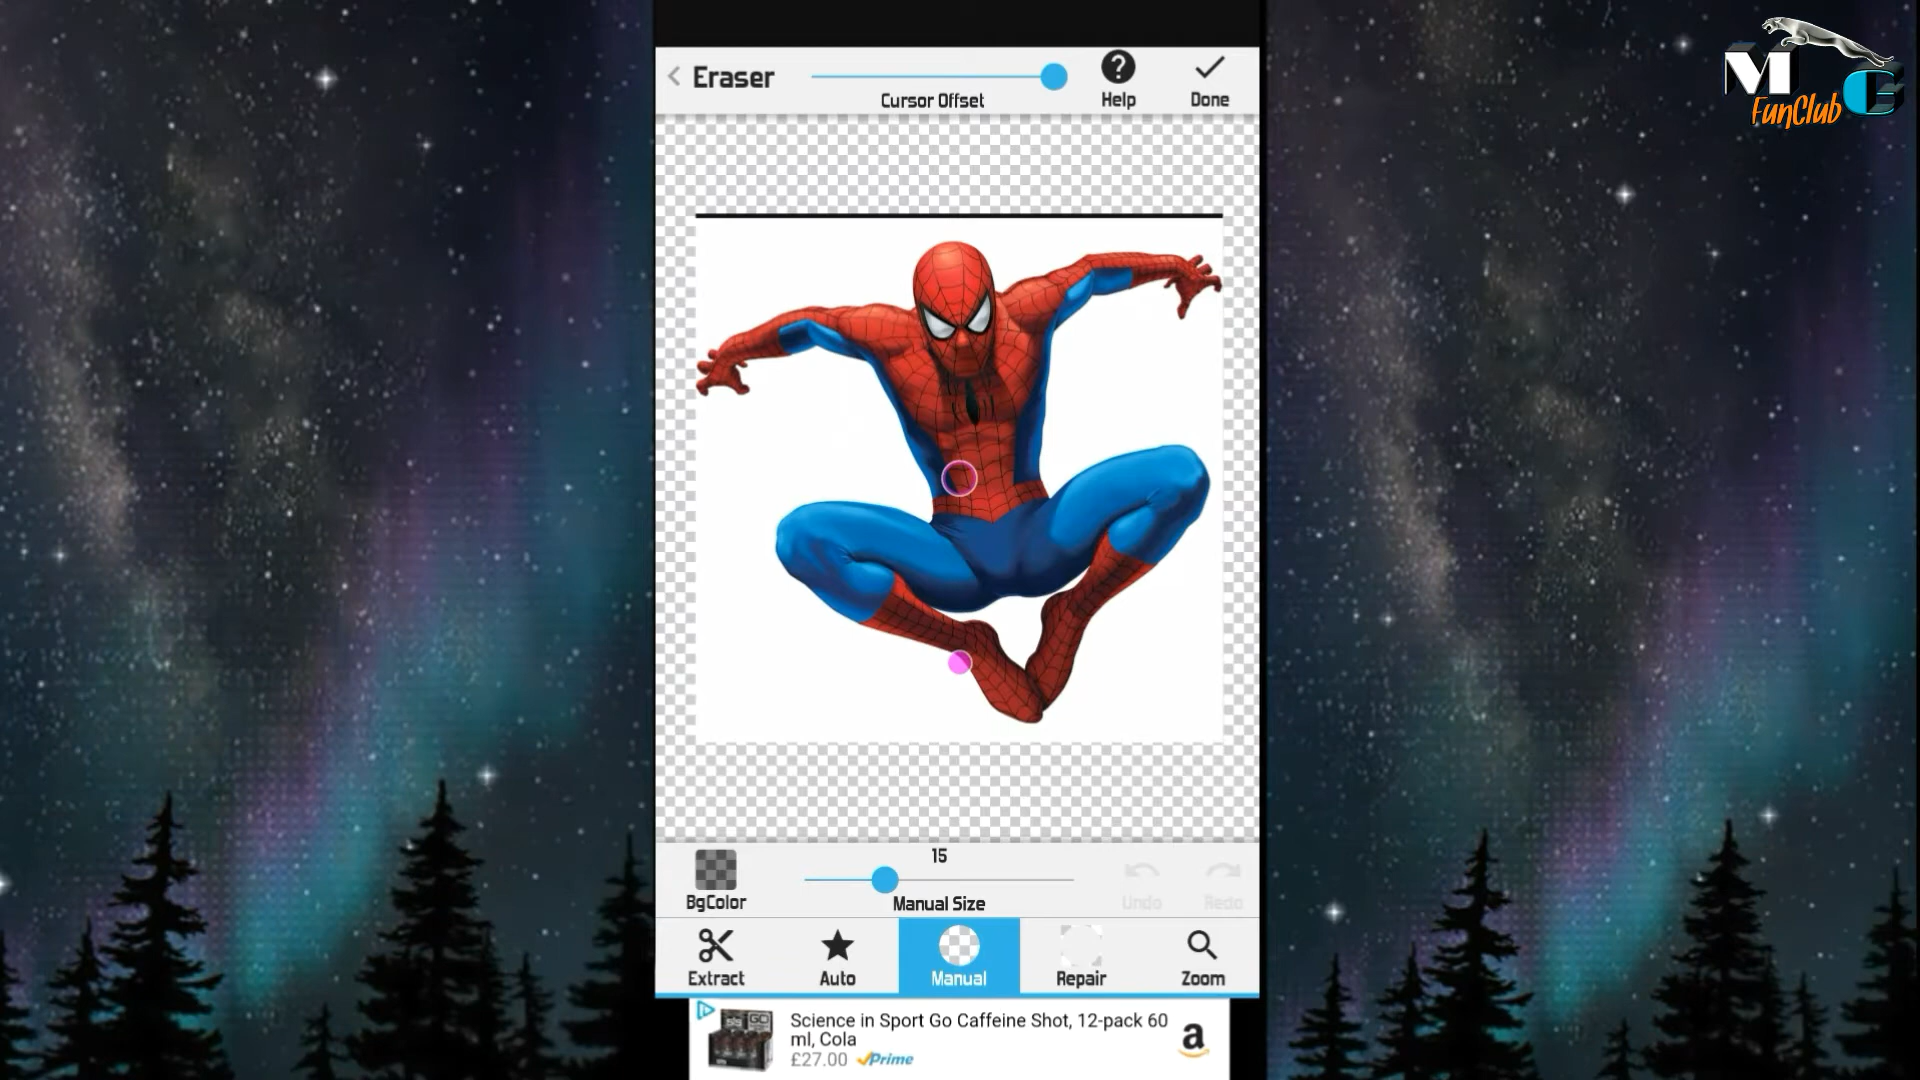 M G
FunClub
Eraser
Cursor Offset
Help
Done
15
BgColor
Manual Size
Undo
Redo
Extract
Auto
Manual
Repair
Zoom
Science in Sport Go Caffeine Shot, 12-pack 60
ml, Cola
£27.00 Prime
a
GO